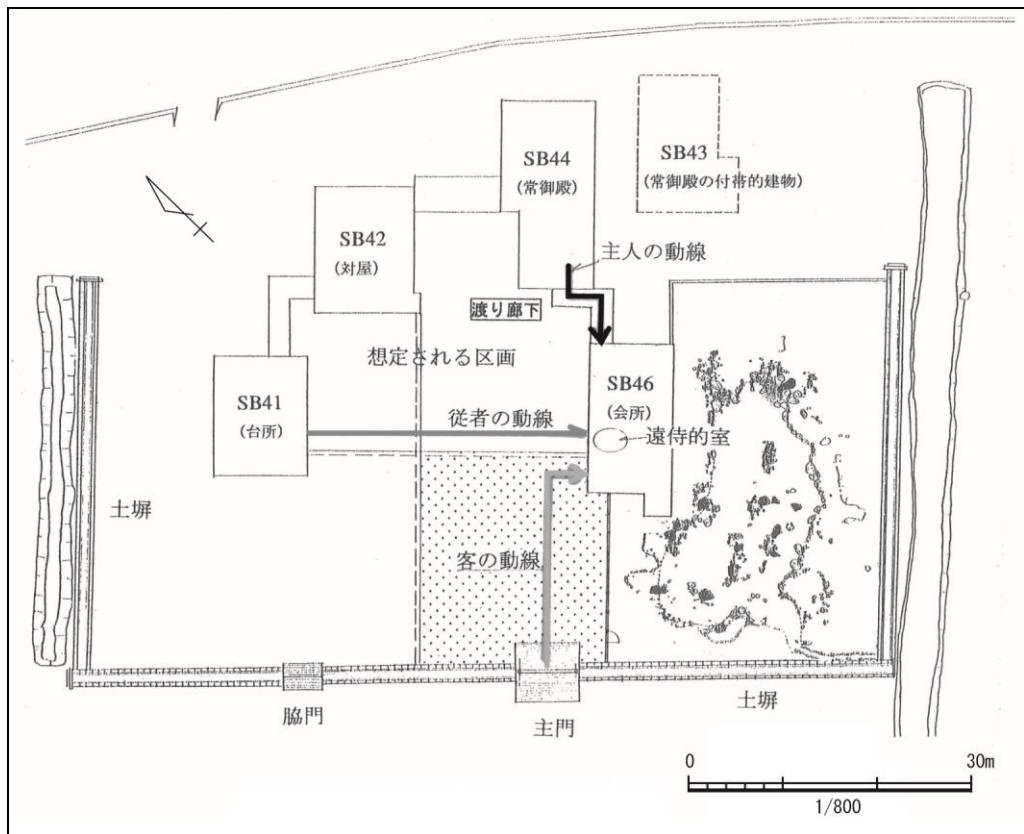 SB44
(常御殿)
SB43
(常御殿の付帯的建物)
SB42
(対屋)
主人の動線
渡り廊下
想定される区画
SB41
(台所)
SB46
(会所)
従者の動線
遠侍的室
土塀
客の動線
脇門
主門
土塀
0 30m
1/800